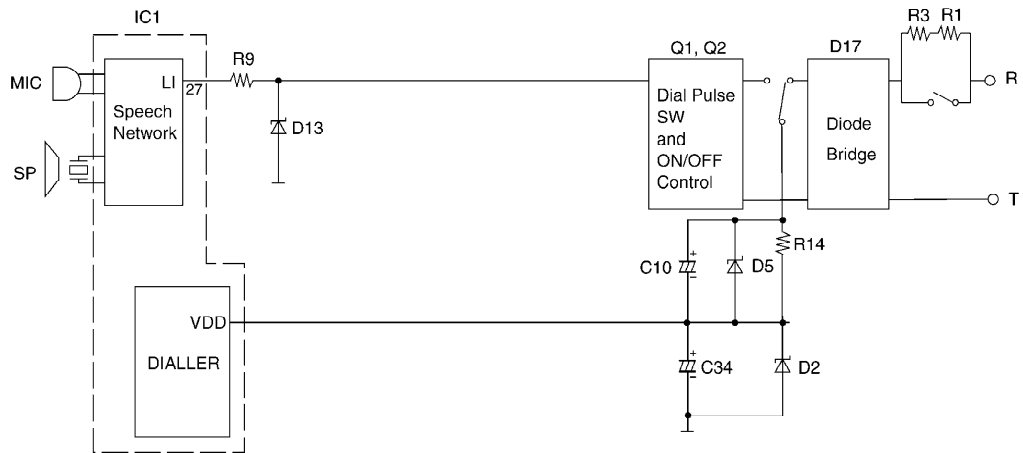 IC1
MIC
SP
Speech
Network
LI
27
R9
D13
Q1, Q2
Dial Pulse
SW
and
ON/OFF
Control
D17
Diode
Bridge
R3 R1
R
T
C10
D5
R14
VDD
DIALLER
C34
D2
+
–
+
–